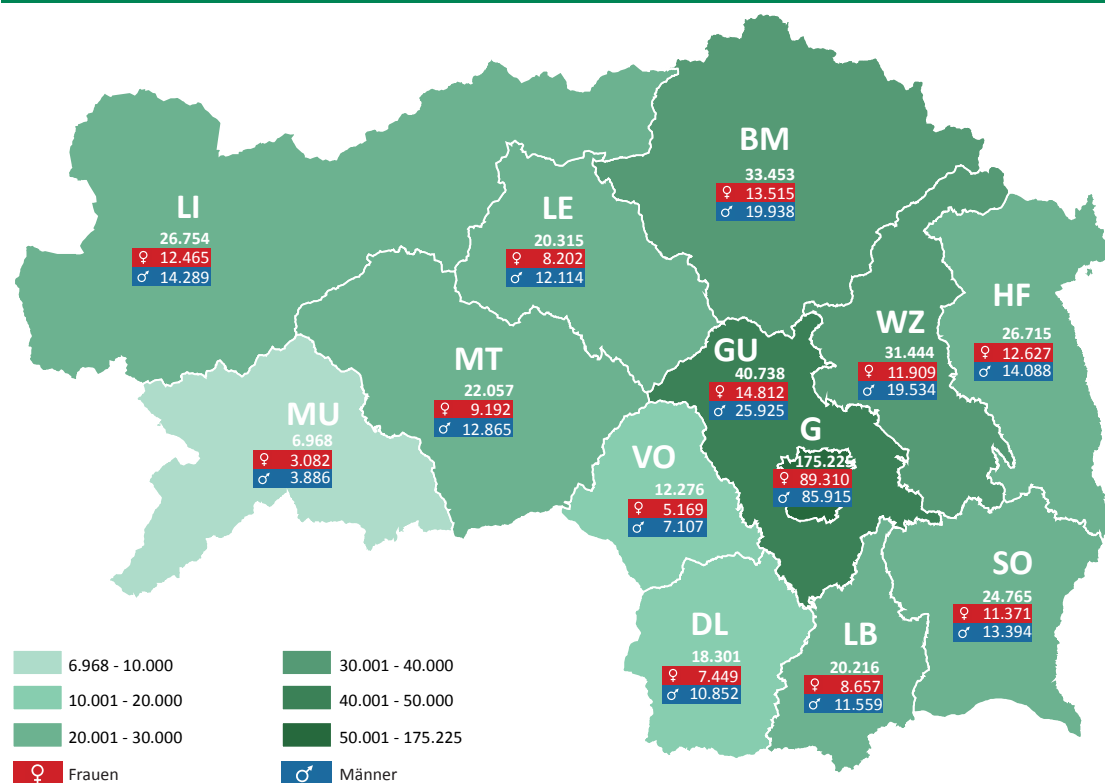 BM
33.453
♀ 13.515
♂ 19.938
LI
26.754
♀ 12.465
♂ 14.289
LE
20.315
♀ 8.202
♂ 12.114
HF
26.715
♀ 12.627
♂ 14.088
WZ
31.444
♀ 11.909
♂ 19.534
GU
40.738
♀ 14.812
♂ 25.925
MT
22.057
♀ 9.192
♂ 12.865
MU
6.968
♀ 3.082
♂ 3.886
G
175.225
♀ 89.310
♂ 85.915
VO
12.276
♀ 5.169
♂ 7.107
SO
24.765
♀ 11.371
♂ 13.394
DL
18.301
♀ 7.449
♂ 10.852
LB
20.216
♀ 8.657
♂ 11.559
6.968 - 10.000
10.001 - 20.000
20.001 - 30.000
♀ Frauen
30.001 - 40.000
40.001 - 50.000
50.001 - 175.225
♂ Männer